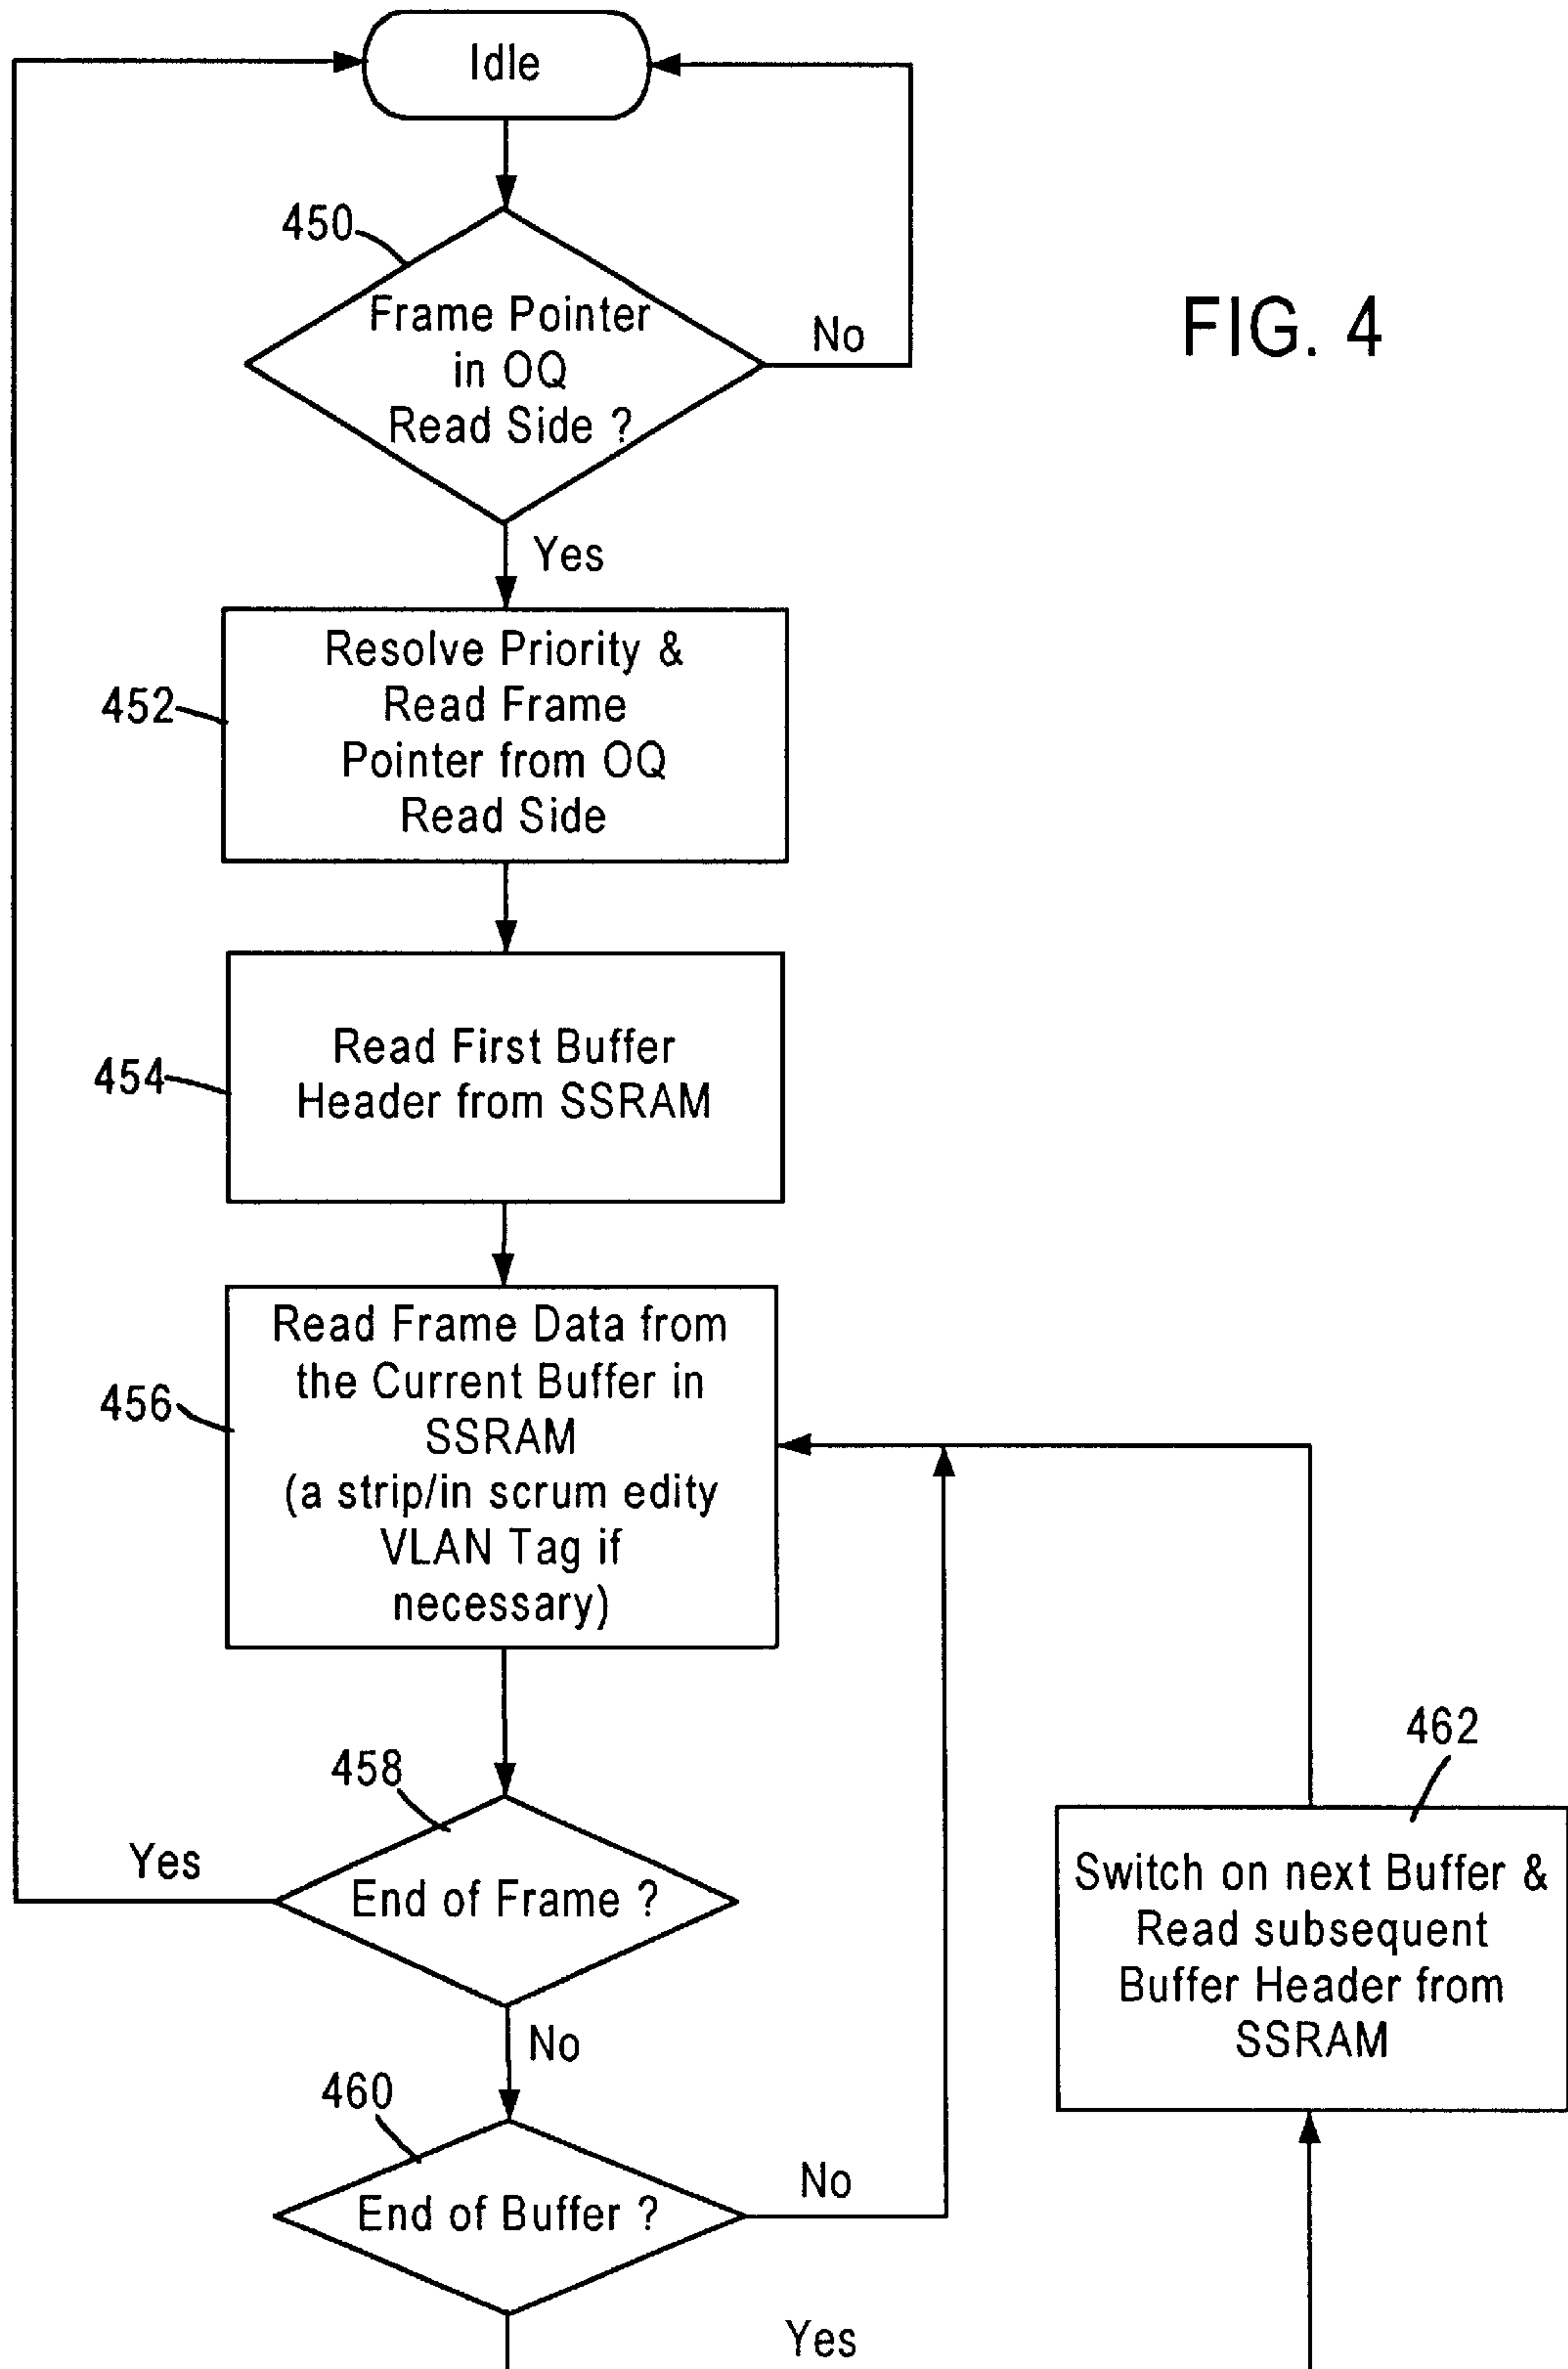 Idle
450
Frame Pointer
in OQ
Read Side ?
No
FIG. 4
Yes
452
Resolve Priority &
Read Frame
Pointer from OQ
Read Side
454
Read First Buffer
Header from SSRAM
456
Read Frame Data from
the Current Buffer in
SSRAM
(a strip/in scrum edity
VLAN Tag if
necessary)
458
Yes
End of Frame ?
No
462
Switch on next Buffer &
Read subsequent
Buffer Header from
SSRAM
460
End of Buffer ?
No
Yes